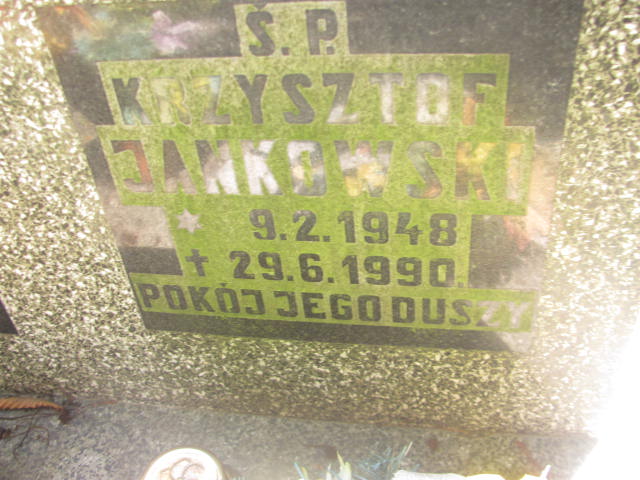 Ś.P.
KRZYSZTOF
JANKOWSKI
* 9.2.1948
✝ 29.6.1990.
POKÓJ JEGO DUSZY